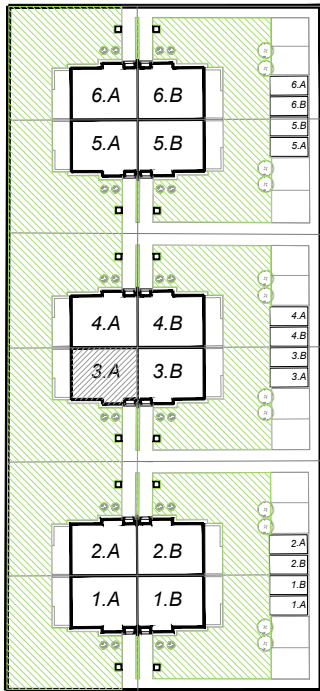 6.A 6.B 6.A
6.B
5.A 5.B 5.B
5.A
4.A 4.B 4.A
4.B
3.A 3.B 3.B
3.A
2.A 2.B 2.A
2.B
1.A 1.B 1.B
1.A